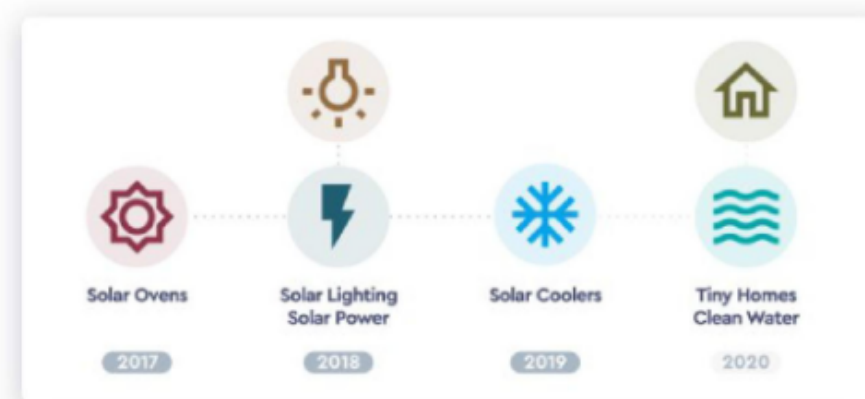 Solar Ovens
Solar Lighting
Solar Power
Solar Coolers
Tiny Homes
Clean Water
2017
2018
2019
2020